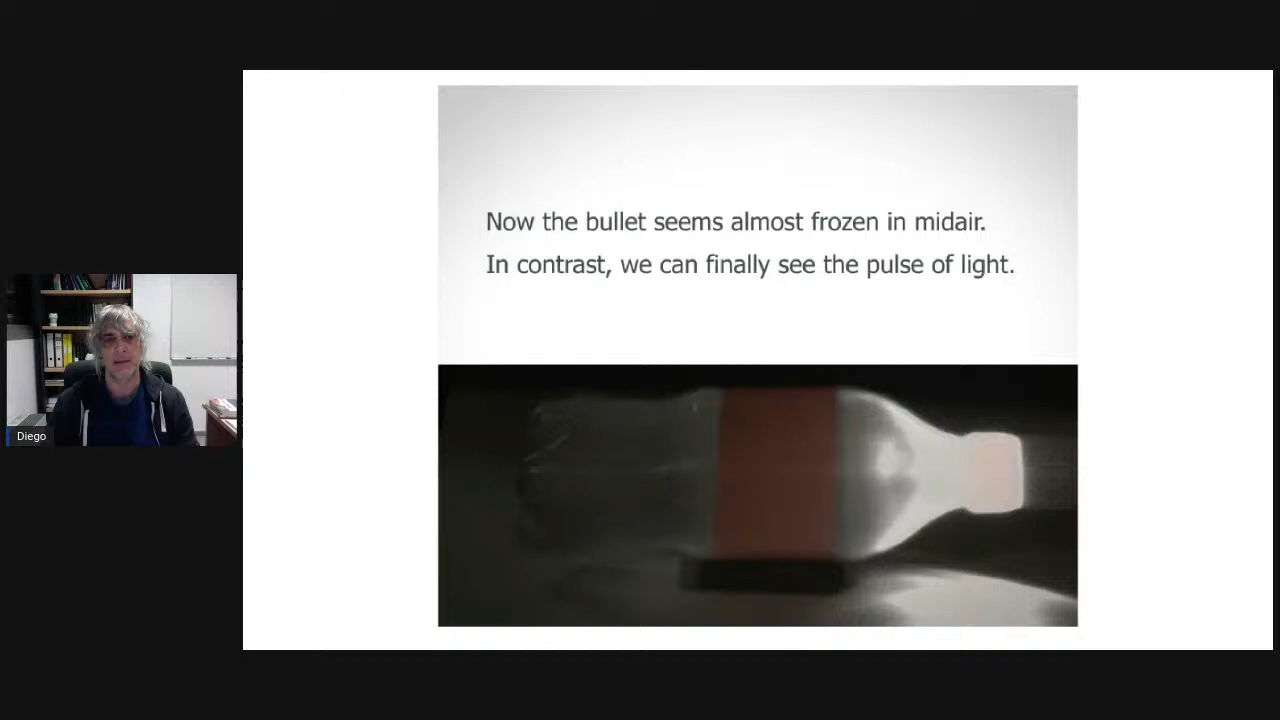 Now the bullet seems almost frozen in midair.
In contrast, we can finally see the pulse of light.
Diego